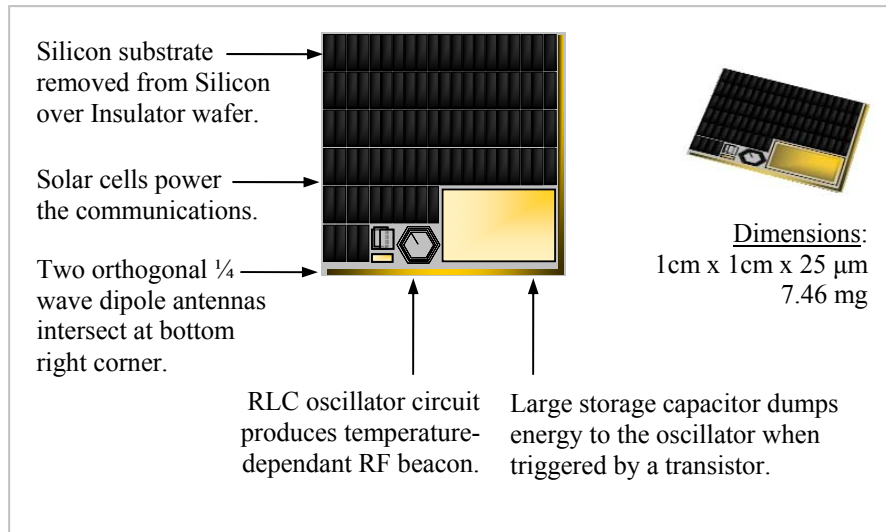 Silicon substrate
removed from Silicon
over Insulator wafer.
Solar cells power
the communications.
Two orthogonal ¼
wave dipole antennas
intersect at bottom
right corner.
RLC oscillator circuit
produces temperature-
dependant RF beacon.
Large storage capacitor dumps
energy to the oscillator when
triggered by a transistor.
Dimensions:
1cm x 1cm x 25 μm
7.46 mg